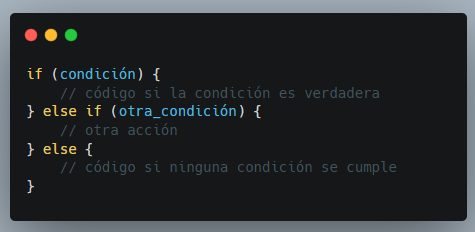 if (condición) {
    // código si la condición es verdadera
} else if (otra_condición) {
    // otra acción
} else {
    // código si ninguna condición se cumple
}